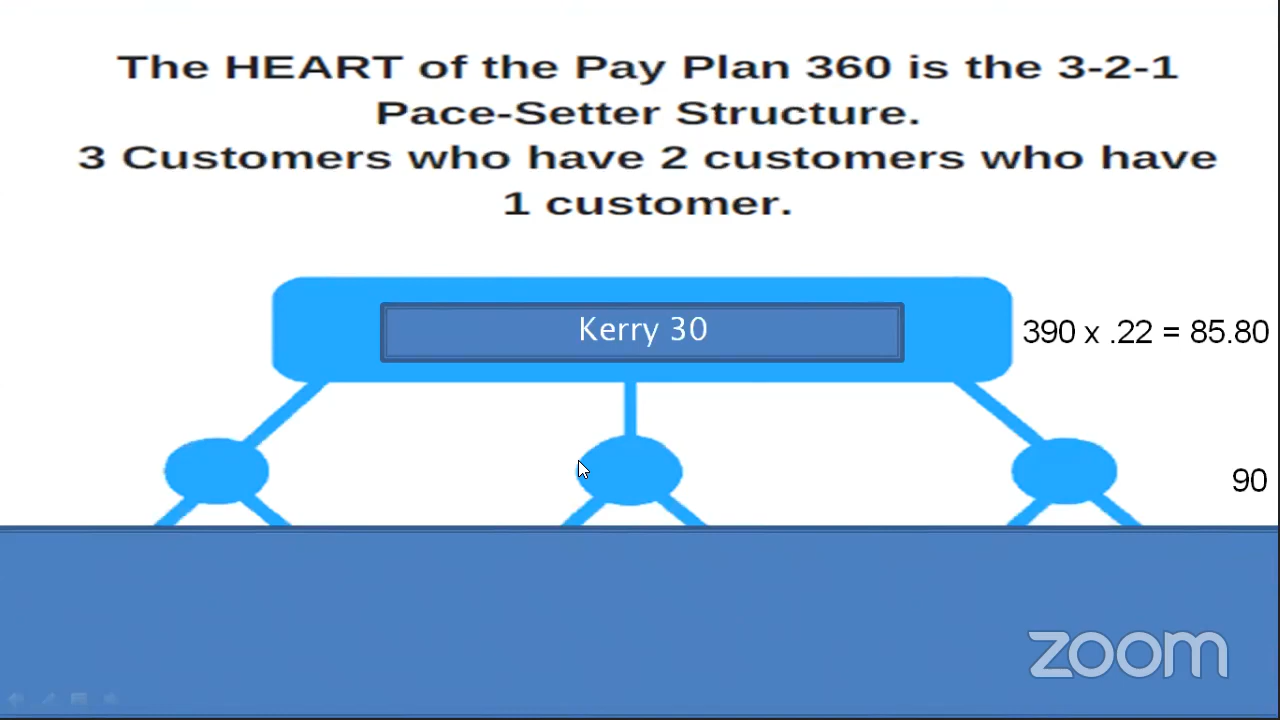 The HEART of the Pay Plan 360 is the 3-2-1
Pace-Setter Structure.
3 Customers who have 2 customers who have
1 customer.
Kerry 30
390 x .22 = 85.80
90
zoom